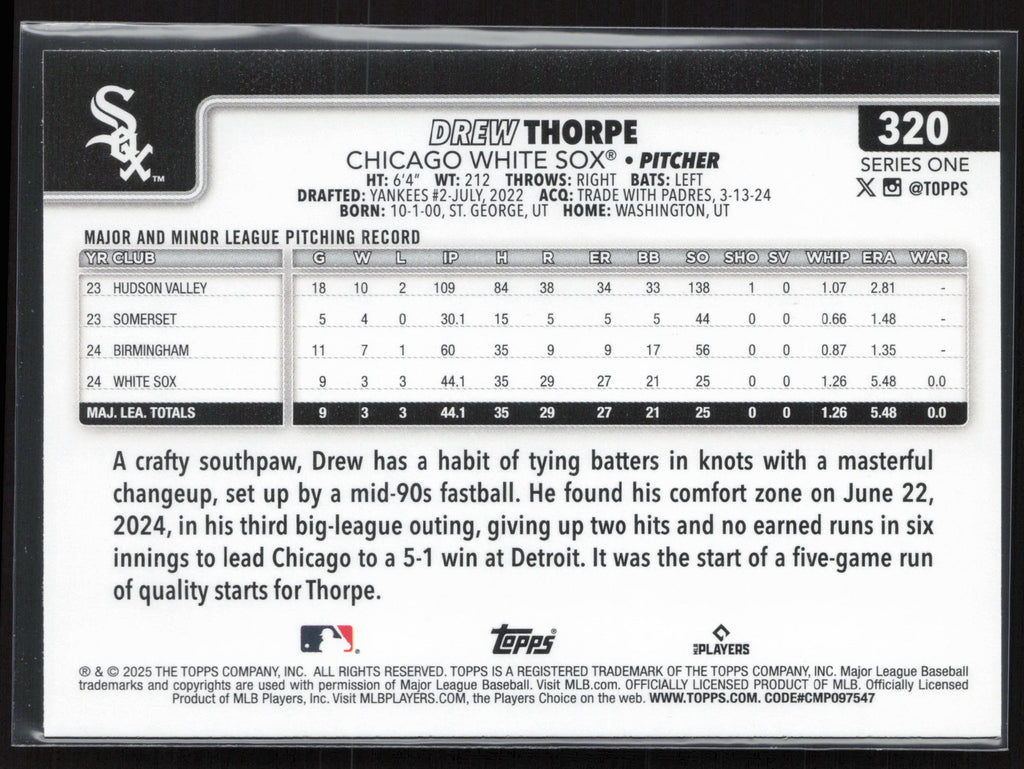 Sox™
DREW THORPE
320
CHICAGO WHITE SOX® • PITCHER
SERIES ONE
HT: 6'4" WT: 212 THROWS: RIGHT BATS: LEFT
@TOPPS
DRAFTED: YANKEES #2-JULY, 2022 ACQ: TRADE WITH PADRES, 3-13-24
BORN: 10-1-00, ST. GEORGE, UT HOME: WASHINGTON, UT
MAJOR AND MINOR LEAGUE PITCHING RECORD
YR CLUB G W L IP H R ER BB SO SHO SV WHIP ERA WAR
23 HUDSON VALLEY 18 10 2 109 84 38 34 33 138 1 0 1.07 2.81 -
23 SOMERSET 5 4 0 30.1 15 5 5 5 44 0 0 0.66 1.48 -
24 BIRMINGHAM 11 7 1 60 35 9 9 17 56 0 0 0.87 1.35 -
24 WHITE SOX 9 3 3 44.1 35 29 27 21 25 0 0 1.26 5.48 0.0
MAJ. LEA. TOTALS 9 3 3 44.1 35 29 27 21 25 0 0 1.26 5.48 0.0
A crafty southpaw, Drew has a habit of tying batters in knots with a masterful
changeup, set up by a mid-90s fastball. He found his comfort zone on June 22,
2024, in his third big-league outing, giving up two hits and no earned runs in six
innings to lead Chicago to a 5-1 win at Detroit. It was the start of a five-game run
of quality starts for Thorpe.
Topps® MLB PLAYERS
® & © 2025 THE TOPPS COMPANY, INC. ALL RIGHTS RESERVED. TOPPS IS A REGISTERED TRADEMARK OF THE TOPPS COMPANY, INC. Major League Baseball
trademarks and copyrights are used with permission of Major League Baseball. Visit MLB.com. OFFICIALLY LICENSED PRODUCT OF MLB. Officially Licensed
Product of MLB Players, Inc. Visit MLBPLAYERS.COM, the Players Choice on the web. WWW.TOPPS.COM. CODE#CMP097547